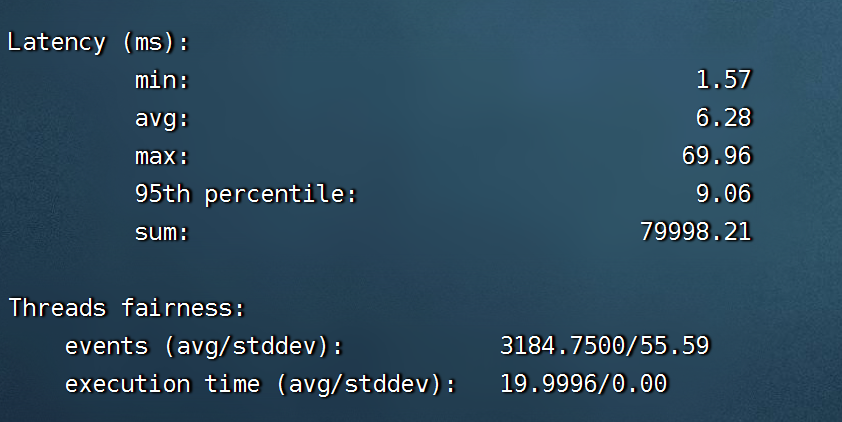 Latency (ms):
min: 1.57
avg: 6.28
max: 69.96
95th percentile: 9.06
sum: 79998.21
Threads fairness:
events (avg/stddev): 3184.7500/55.59
execution time (avg/stddev): 19.9996/0.00